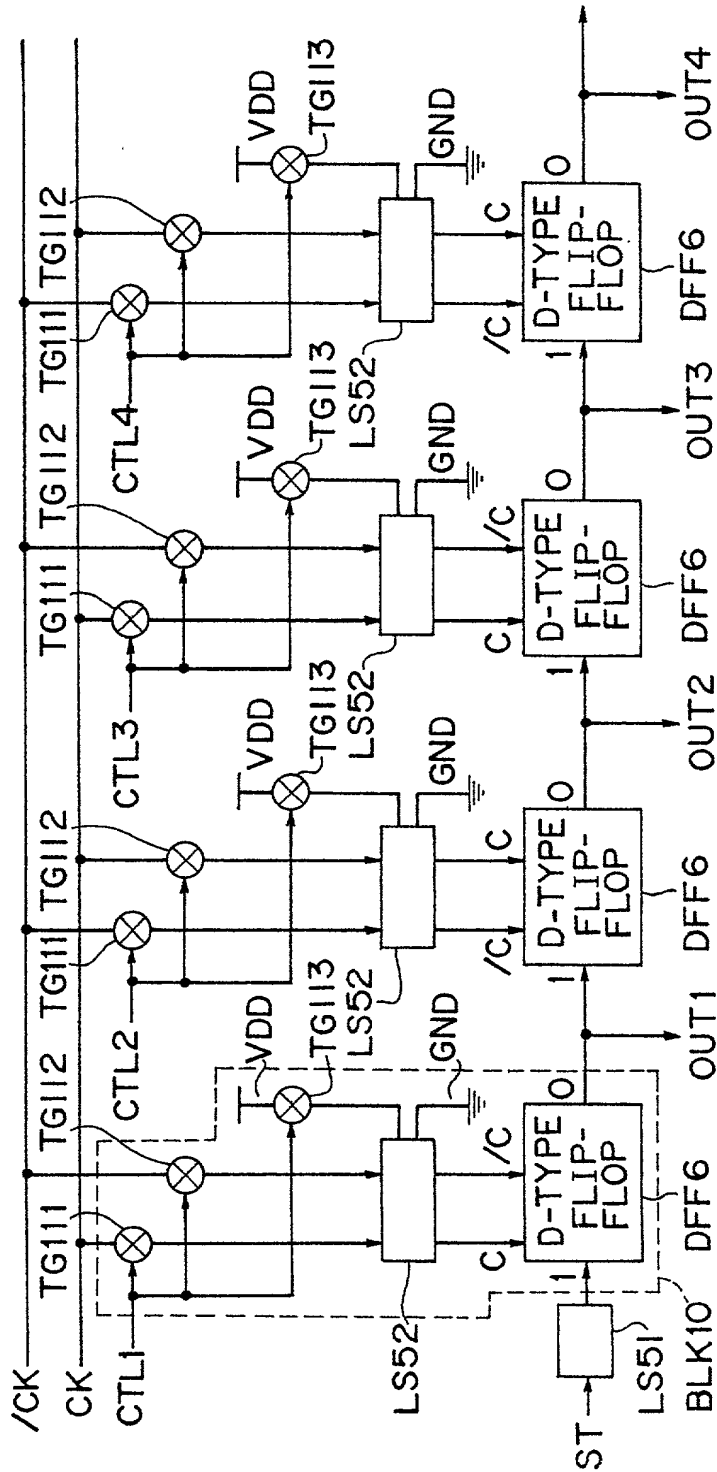 /CK
CK
TG111
TG112
TG111
TG112
TG111
TG112
TG111
TG112
CTL1
CTL2
CTL3
CTL4
VDD
VDD
VDD
VDD
TG113
TG113
TG113
TG113
LS52
LS52
LS52
LS52
GND
GND
GND
GND
C
/C
/C
C
C
/C
/C
C
ST
LS51
1
D-TYPE
FLIP-
FLOP
0
1
D-TYPE
FLIP-
FLOP
0
1
D-TYPE
FLIP-
FLOP
0
1
D-TYPE
FLIP-
FLOP
0
DFF6
DFF6
DFF6
DFF6
BLK10
OUT1
OUT2
OUT3
OUT4